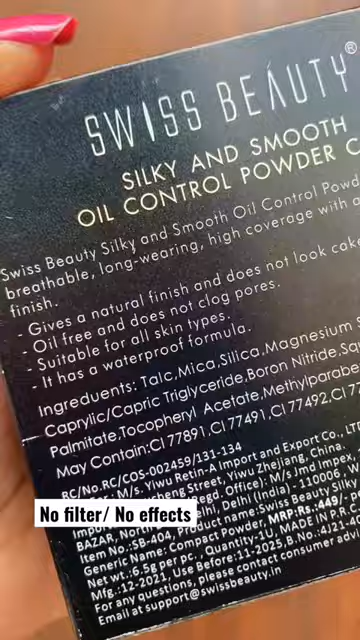 SWISS BEAUTY®
SILKY AND SMOOTH
OIL CONTROL POWDER C
Swiss Beauty Silky and Smooth Oil Control Powd
breathable, long-wearing, high coverage with a
finish.
- Gives a natural finish and does not look cake
- Oil free and does not clog pores.
- Suitable for all skin types.
- It has a waterproof formula.
Ingreduents: Talc,Mica,Silica,Magnesium S
Caprylic/Capric Triglyceride,Boron Nitride,Squ
Palmitate,Tocopheryl Acetate,Methylparabe
May Contain:CI 77891,CI 77491,CI 77492,CI 7
RC/No.RC/COS-002459/131-134
: M/s. Yiwu Retin-A Import and Export Co., LTD
Street, Yiwu Zhejiang, China.
(Regd. Office): M/s Jmd Impex,
BAZAR, Delhi, Delhi (India) - 110006,
No filter/ No effects
Item No.:SB-404, Product name:Swiss Beauty Silky
Generic Name: Compact Powder, MRP:Rs.:449/-
Net wt.:6.5g per pc., Quantity-1U, MADE IN P.R.C
Mfg.:12-2021, Use Before:11-2025,B.No.:4J21-
For any questions, please contact consumer adv
Email at support@swissbeauty.in